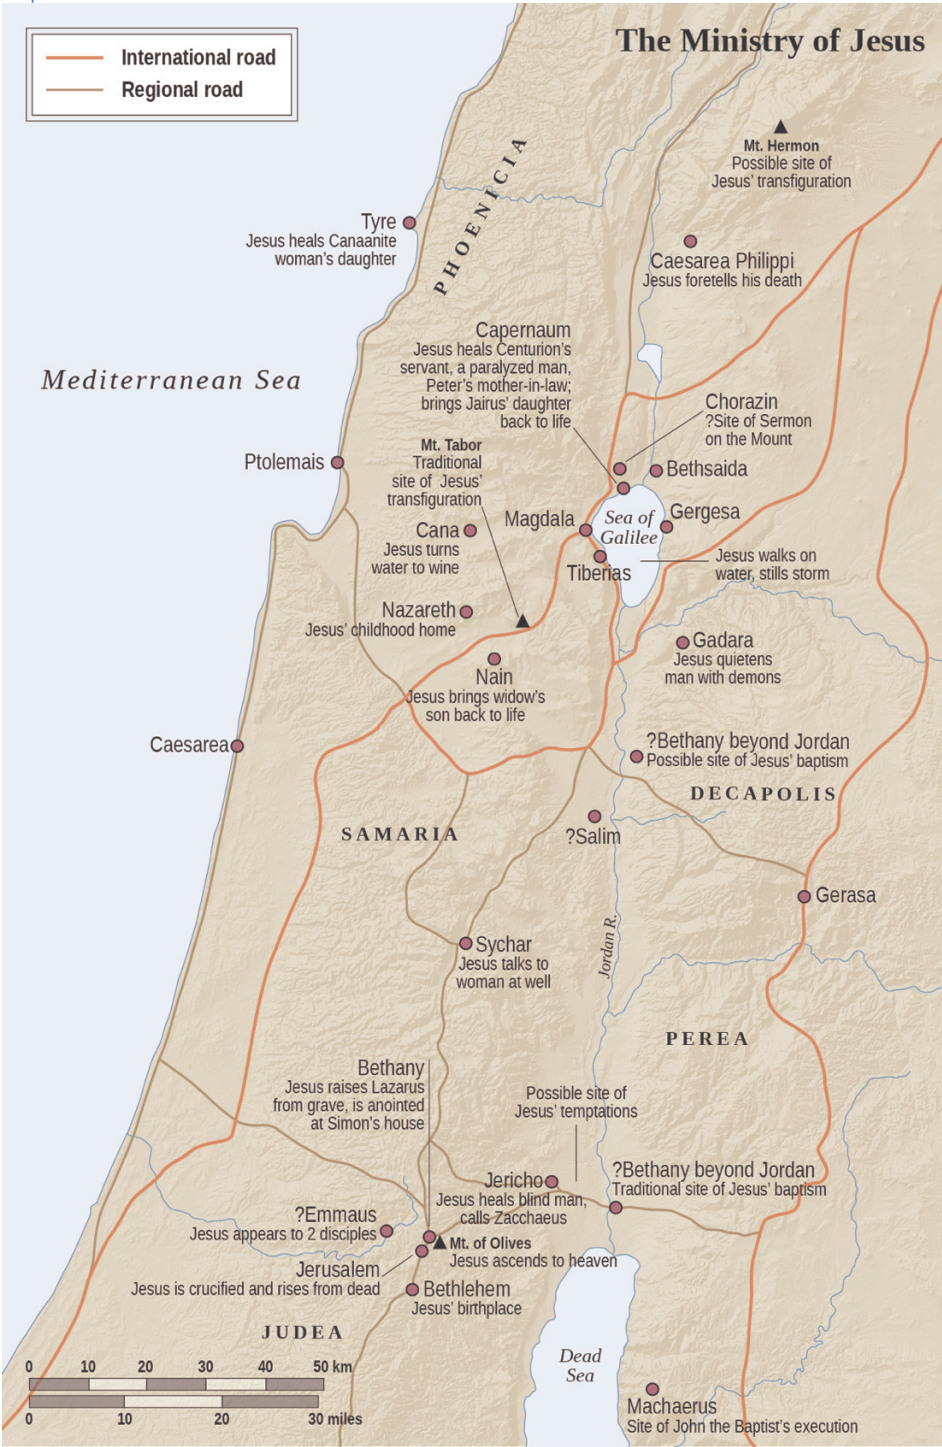 The Ministry of Jesus
International road
Regional road
Mt. Hermon
Possible site of
Jesus’ transfiguration
PHOENICIA
Tyre
Jesus heals Canaanite
woman’s daughter
Caesarea Philippi
Jesus foretells his death
Mediterranean Sea
Capernaum
Jesus heals Centurion’s
servant, a paralyzed man,
Peter’s mother-in-law;
brings Jairus’ daughter
back to life
Chorazin
?Site of Sermon
on the Mount
Mt. Tabor
Traditional
site of Jesus’
transfiguration
Ptolemais
Bethsaida
Magdala
Sea of
Galilee
Gergesa
Cana
Jesus turns
water to wine
Tiberias
Jesus walks on
water, stills storm
Nazareth
Jesus’ childhood home
Gadara
Jesus quietens
man with demons
Nain
Jesus brings widow’s
son back to life
Caesarea
?Bethany beyond Jordan
Possible site of Jesus’ baptism
DECAPOLIS
SAMARIA
?Salim
Gerasa
Jordan R.
Sychar
Jesus talks to
woman at well
PEREA
Bethany
Jesus raises Lazarus
from grave, is anointed
at Simon’s house
Possible site of
Jesus’ temptations
Jericho
Jesus heals blind man,
calls Zacchaeus
?Bethany beyond Jordan
Traditional site of Jesus’ baptism
?Emmaus
Jesus appears to 2 disciples
Mt. of Olives
Jesus ascends to heaven
Jerusalem
Jesus is crucified and rises from dead
Bethlehem
Jesus’ birthplace
JUDEA
Dead
Sea
Machaerus
Site of John the Baptist’s execution
0 10 20 30 40 50 km
0 10 20 30 miles